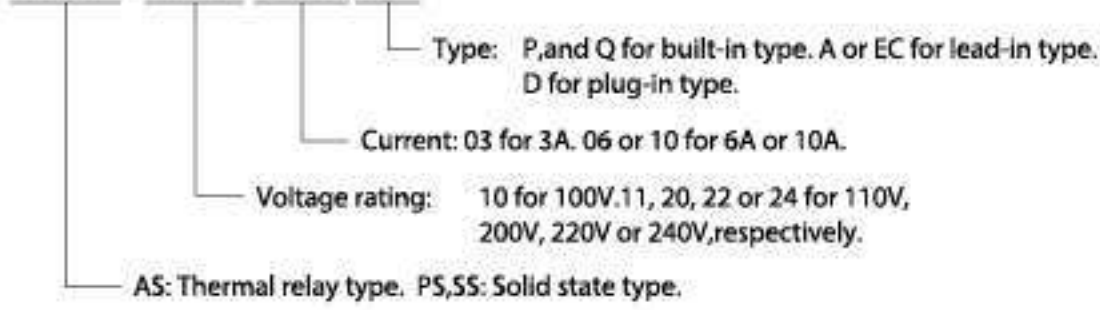 Type: P,and Q for built-in type. A or EC for lead-in type.
D for plug-in type.
Current: 03 for 3A. 06 or 10 for 6A or 10A.
Voltage rating: 10 for 100V.11, 20, 22 or 24 for 110V,
200V, 220V or 240V,respectively.
AS: Thermal relay type. PS,SS: Solid state type.